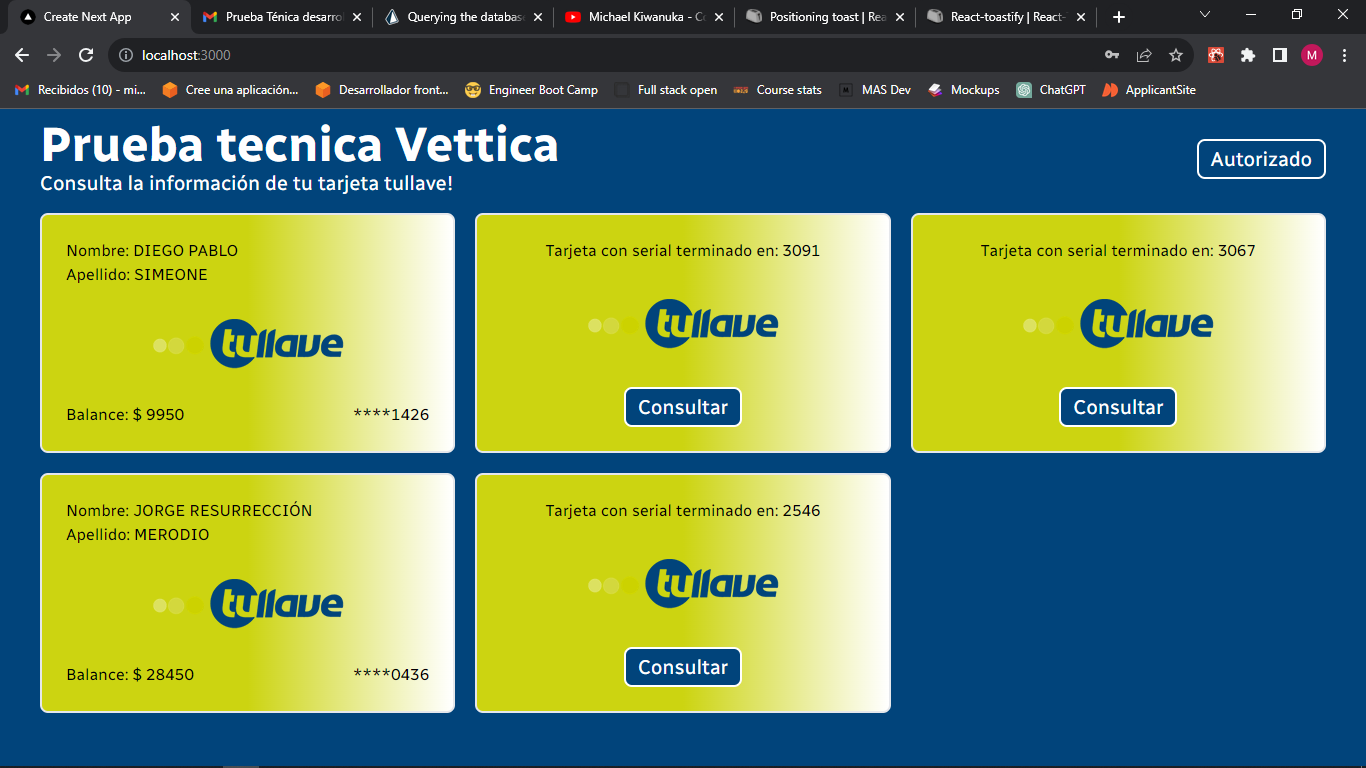 Create Next App
Prueba Ténica desarro
Querying the database
Michael Kiwanuka - C
Positioning toast | Rea
React-toastify | React-
localhost:3000
M
Recibidos (10) - mi...
Cree una aplicación...
Desarrollador front...
Engineer Boot Camp
Full stack open
Course stats
MAS Dev
Mockups
ChatGPT
ApplicantSite
Prueba tecnica Vettica
Autorizado
Consulta la información de tu tarjeta tullave!
Nombre: DIEGO PABLO
Apellido: SIMEONE
tullave
Balance: $ 9950
****1426
Tarjeta con serial terminado en: 3091
tullave
Consultar
Tarjeta con serial terminado en: 3067
tullave
Consultar
Nombre: JORGE RESURRECCIÓN
Apellido: MERODIO
tullave
Balance: $ 28450
****0436
Tarjeta con serial terminado en: 2546
tullave
Consultar